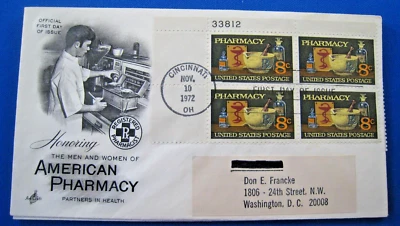 OFFICIAL
FIRST DAY
OF ISSUE
33812
PHARMACY
8c
UNITED STATES POSTAGE
PHARMACY
8c
UNITED STATES POSTAGE
PHARMACY
8c
UNITED STATES POSTAGE
PHARMACY
8c
UNITED STATES POSTAGE
CINCINNATI
NOV.
10
1972
OH
FIRST DAY OF ISSUE
REGISTERED
R
PHARMACIST
Honoring
THE MEN AND WOMEN OF
AMERICAN
PHARMACY
PARTNERS IN HEALTH
Don E. Francke
1806 - 24th Street. N.W.
Washington, D. C. 20008